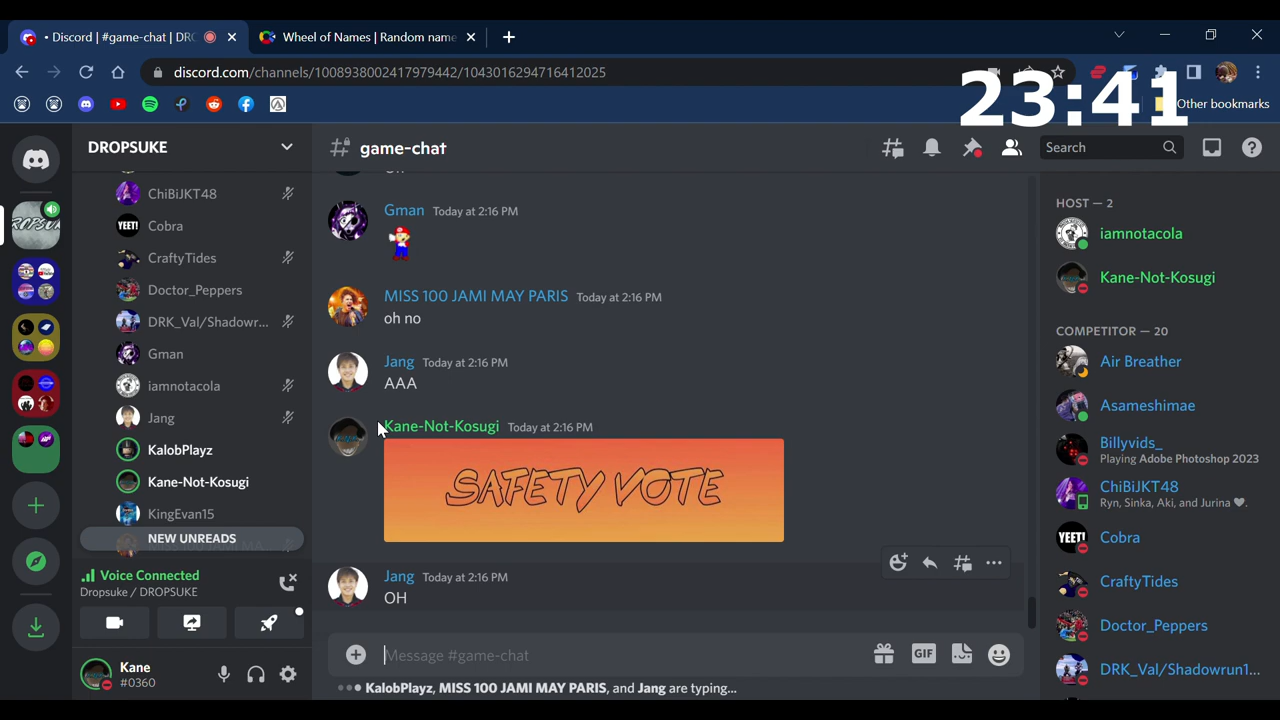 • Discord | #game-chat | DR
Wheel of Names | Random name
discord.com/channels/1008938002417979442/1043016294716412025
23:41
Other bookmarks
DROPSUKE
game-chat
Search
ChiBiJKT48
YEET!
Cobra
CraftyTides
Doctor_Peppers
DRK_Val/Shadowr...
Gman
iamnotacola
Jang
KalobPlayz
Kane-Not-Kosugi
KingEvan15
NEW UNREADS
Voice Connected
Dropsuke / DROPSUKE
Kane
#0360
Gman Today at 2:16 PM
MISS 100 JAMI MAY PARIS Today at 2:16 PM
oh no
Jang Today at 2:16 PM
AAA
Kane-Not-Kosugi Today at 2:16 PM
SAFETY VOTE
Jang Today at 2:16 PM
OH
Message #game-chat
GIF
KalobPlayz, MISS 100 JAMI MAY PARIS, and Jang are typing...
HOST — 2
iamnotacola
Kane-Not-Kosugi
COMPETITOR — 20
Air Breather
Asameshimae
Billyvids_
Playing Adobe Photoshop 2023
ChiBiJKT48
Ryn, Sinka, Aki, and Jurina 🖤.
YEET!
Cobra
CraftyTides
Doctor_Peppers
DRK_Val/Shadowrun1...